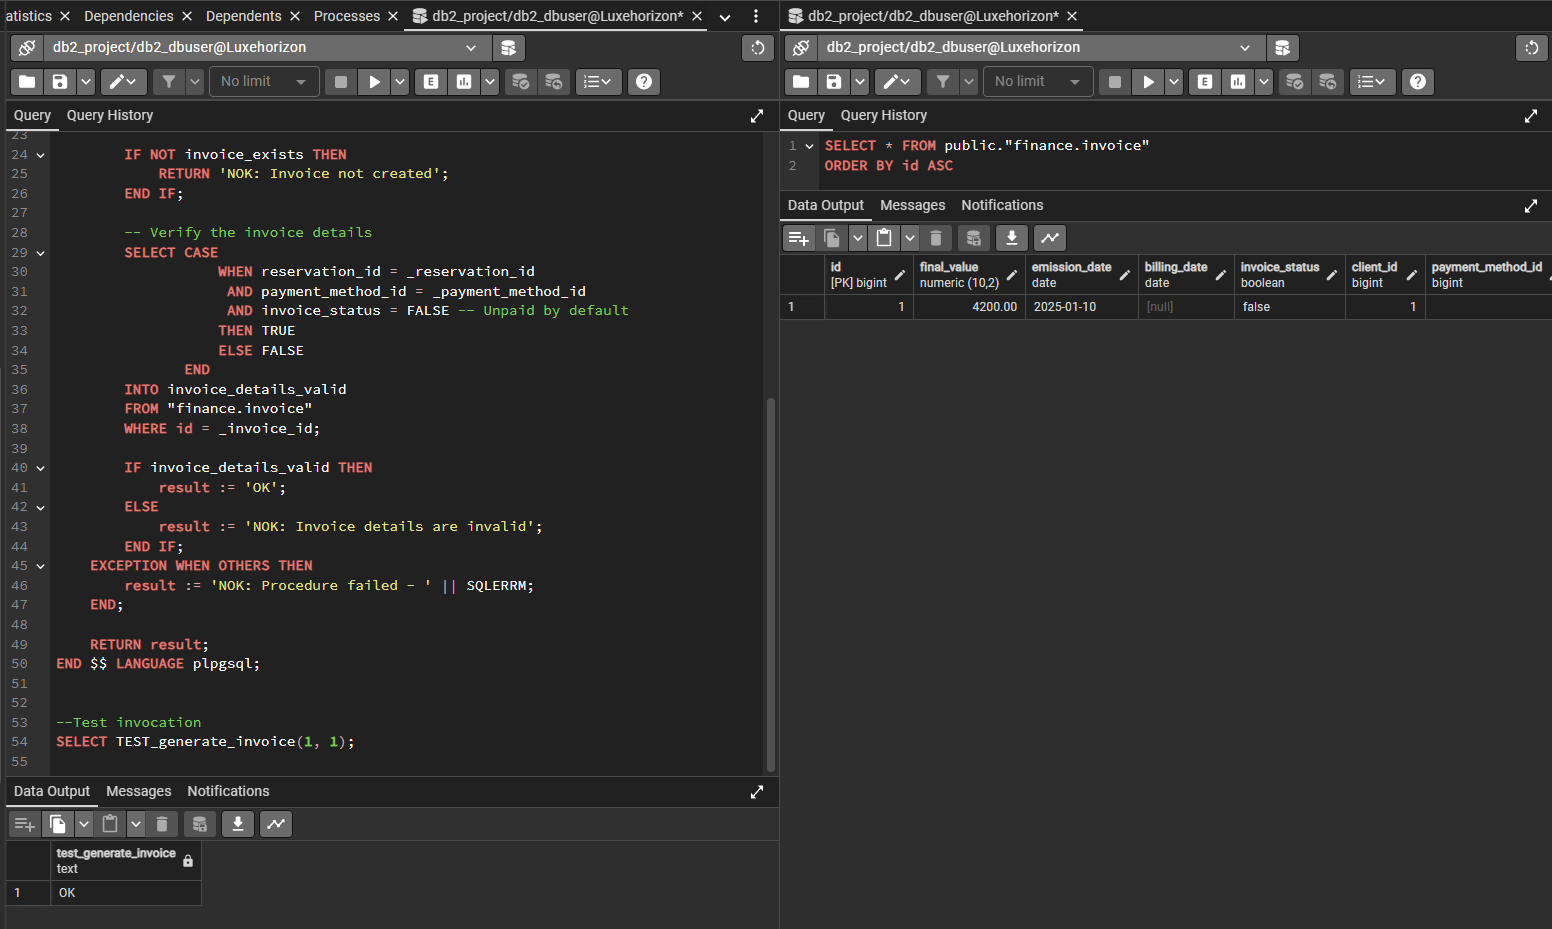 atistics
Dependencies
Dependents
Processes
db2_project/db2_dbuser@Luxehorizon*
db2_project/db2_dbuser@Luxehorizon
No limit
E
Query
Query History
23
24 IF NOT invoice_exists THEN
25 RETURN 'NOK: Invoice not created';
26 END IF;
27
28 -- Verify the invoice details
29 SELECT CASE
30 WHEN reservation_id = _reservation_id
31 AND payment_method_id = _payment_method_id
32 AND invoice_status = FALSE -- Unpaid by default
33 THEN TRUE
34 ELSE FALSE
35 END
36 INTO invoice_details_valid
37 FROM "finance.invoice"
38 WHERE id = _invoice_id;
39
40 IF invoice_details_valid THEN
41 result := 'OK';
42 ELSE
43 result := 'NOK: Invoice details are invalid';
44 END IF;
45 EXCEPTION WHEN OTHERS THEN
46 result := 'NOK: Procedure failed - ' || SQLERRM;
47 END;
48
49 RETURN result;
50 END $$ LANGUAGE plpgsql;
51
52
53 --Test invocation
54 SELECT TEST_generate_invoice(1, 1);
55
Data Output
Messages
Notifications
test_generate_invoice
text
1 OK
db2_project/db2_dbuser@Luxehorizon*
db2_project/db2_dbuser@Luxehorizon
No limit
E
Query
Query History
1 SELECT * FROM public."finance.invoice"
2 ORDER BY id ASC
Data Output
Messages
Notifications
id
[PK] bigint
final_value
numeric (10,2)
emission_date
date
billing_date
date
invoice_status
boolean
client_id
bigint
payment_method_id
bigint
1 1 4200.00 2025-01-10 [null] false 1